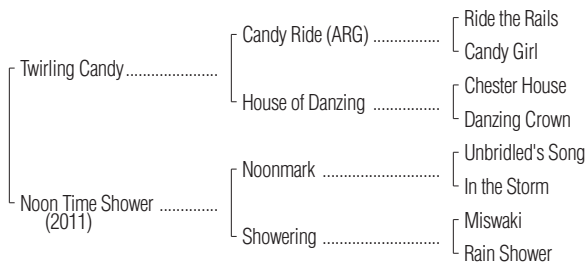 Ride the Rails
Candy Ride (ARG) ..................
Candy Girl
Twirling Candy ........................
Chester House
House of Danzing ..................
Danzing Crown
Unbridled's Song
Noonmark ................................
In the Storm
Noon Time Shower ...............
(2011)
Miswaki
Showering ...............................
Rain Shower